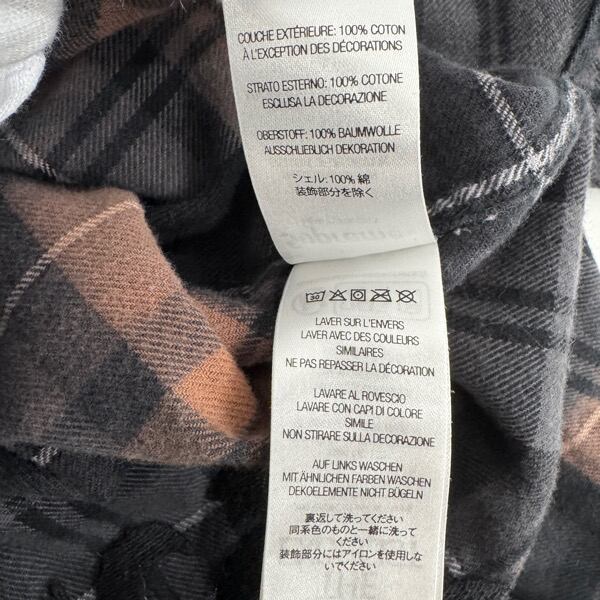 COUCHE EXTÉRIEURE: 100% COTON
À L'EXCEPTION DES DÉCORATIONS
STRATO ESTERNO: 100% COTONE
ESCLUSA LA DECORAZIONE
OBERSTOFF: 100% BAUMWOLLE
AUSSCHLIEBLICH DEKORATION
シェル: 100% 綿
装飾部分を除く
30
LAVER SUR L'ENVERS
LAVER AVEC DES COULEURS
SIMILAIRES
NE PAS REPASSER LA DÉCORATION
LAVARE AL ROVESCIO
LAVARE CON CAPI DI COLORE
SIMILE
NON STIRARE SULLA DECORAZIONE
AUF LINKS WASCHEN
MIT ÄHNLICHEN FARBEN WASCHEN
DEKOELEMENTE NICHT BÜGELN
裏返して洗ってください
同系色のものと一緒に洗って
ください
装飾部分にはアイロンを使用しな
いでください